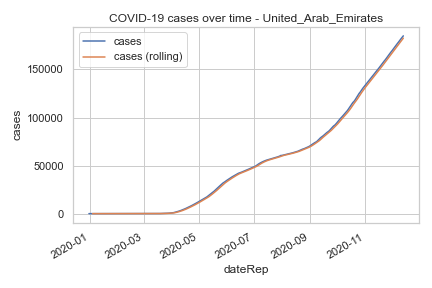 COVID-19 cases over time - United_Arab_Emirates
cases
cases (rolling)
150000
100000
50000
0
cases
2020-01
2020-03
2020-05
2020-07
2020-09
2020-11
dateRep